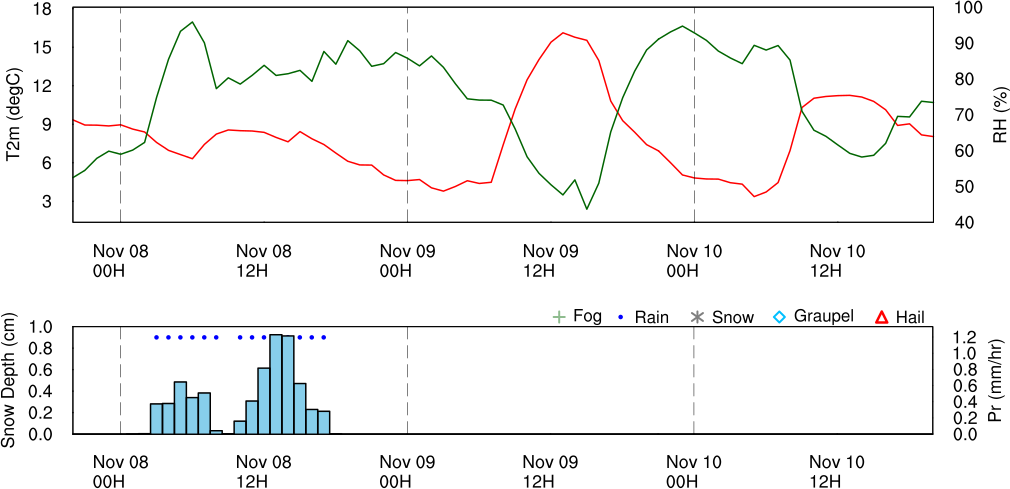 18
15
12
9
6
3
T2m (degC)
100
90
80
70
60
50
40
RH (%)
Nov 08
00H
Nov 08
12H
Nov 09
00H
Nov 09
12H
Nov 10
00H
Nov 10
12H
Fog
Rain
Snow
Graupel
Hail
1.0
0.8
0.6
0.4
0.2
0.0
Snow Depth (cm)
1.2
1.0
0.8
0.6
0.4
0.2
0.0
Pr (mm/hr)
Nov 08
00H
Nov 08
12H
Nov 09
00H
Nov 09
12H
Nov 10
00H
Nov 10
12H